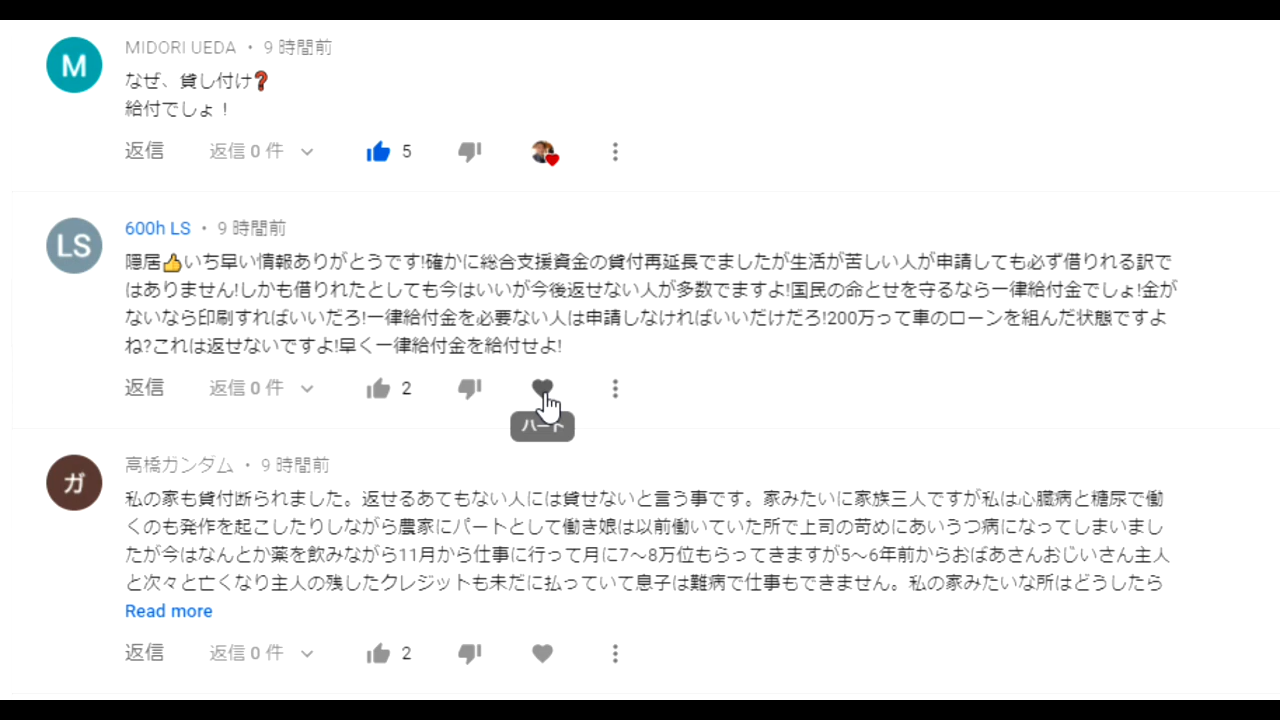 M
MIDORI UEDA • 9 時間前
なぜ、貸し付け❓
給付でしょ！
返信 返信 0 件 5
LS
600h LS • 9 時間前
隠居👍いち早い情報ありがとうです!確かに総合支援資金の貸付再延長でましたが生活が苦しい人が申請しても必ず借りれる訳で
はありません!しかも借りれたとしても今はいいが今後返せない人が多数でますよ!国民の命とせを守るなら一律給付金でしょ!金が
ないなら印刷すればいいだろ!一律給付金を必要ない人は申請しなければいいだけだろ!200万って車のローンを組んだ状態ですよ
ね?これは返せないですよ!早く一律給付金を給付せよ!
返信 返信 0 件 2
ハート
ガ
高橋ガンダム • 9 時間前
私の家も貸付断られました。返せるあてもない人には貸せないと言う事です。家みたいに家族三人ですが私は心臓病と糖尿で働
くのも発作を起こしたりしながら農家にパートとして働き娘は以前働いていた所で上司の苛めにあいうつ病になってしまいまし
たが今はなんとか薬を飲みながら11月から仕事に行って月に7〜8万位もらってきますが5〜6年前からおばあさんおじいさん主人
と次々と亡くなり主人の残したクレジットも未だに払っていて息子は難病で仕事もできません。私の家みたいな所はどうしたら
Read more
返信 返信 0 件 2